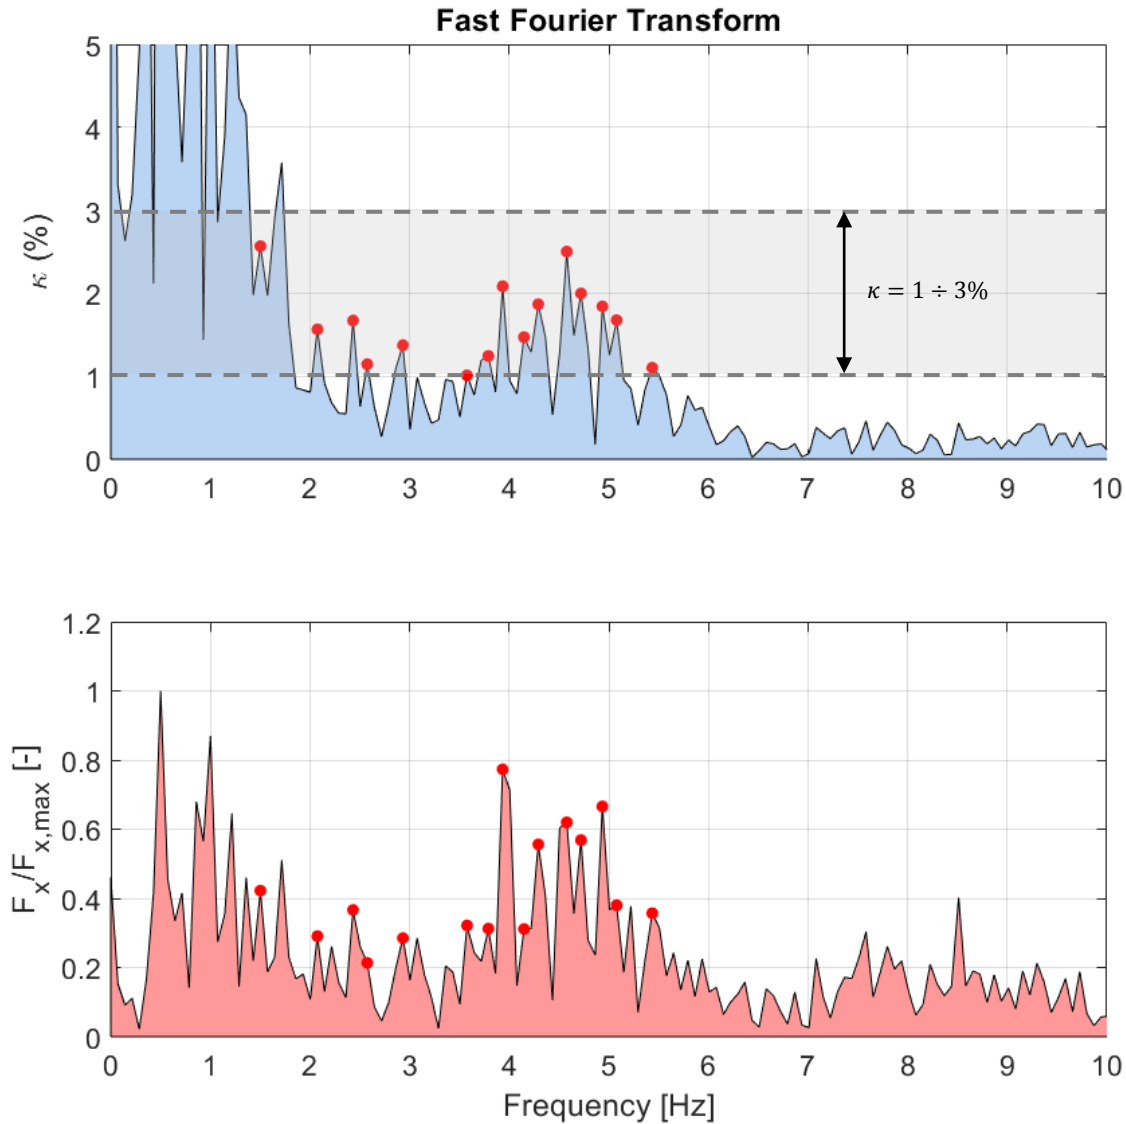 Fast Fourier Transform
5
4
3
2
1
0
κ (%)
κ = 1 ÷ 3%
0 1 2 3 4 5 6 7 8 9 10
1.2
1
0.8
0.6
0.4
0.2
0
Fx/Fx,max [-]
0 1 2 3 4 5 6 7 8 9 10
Frequency [Hz]